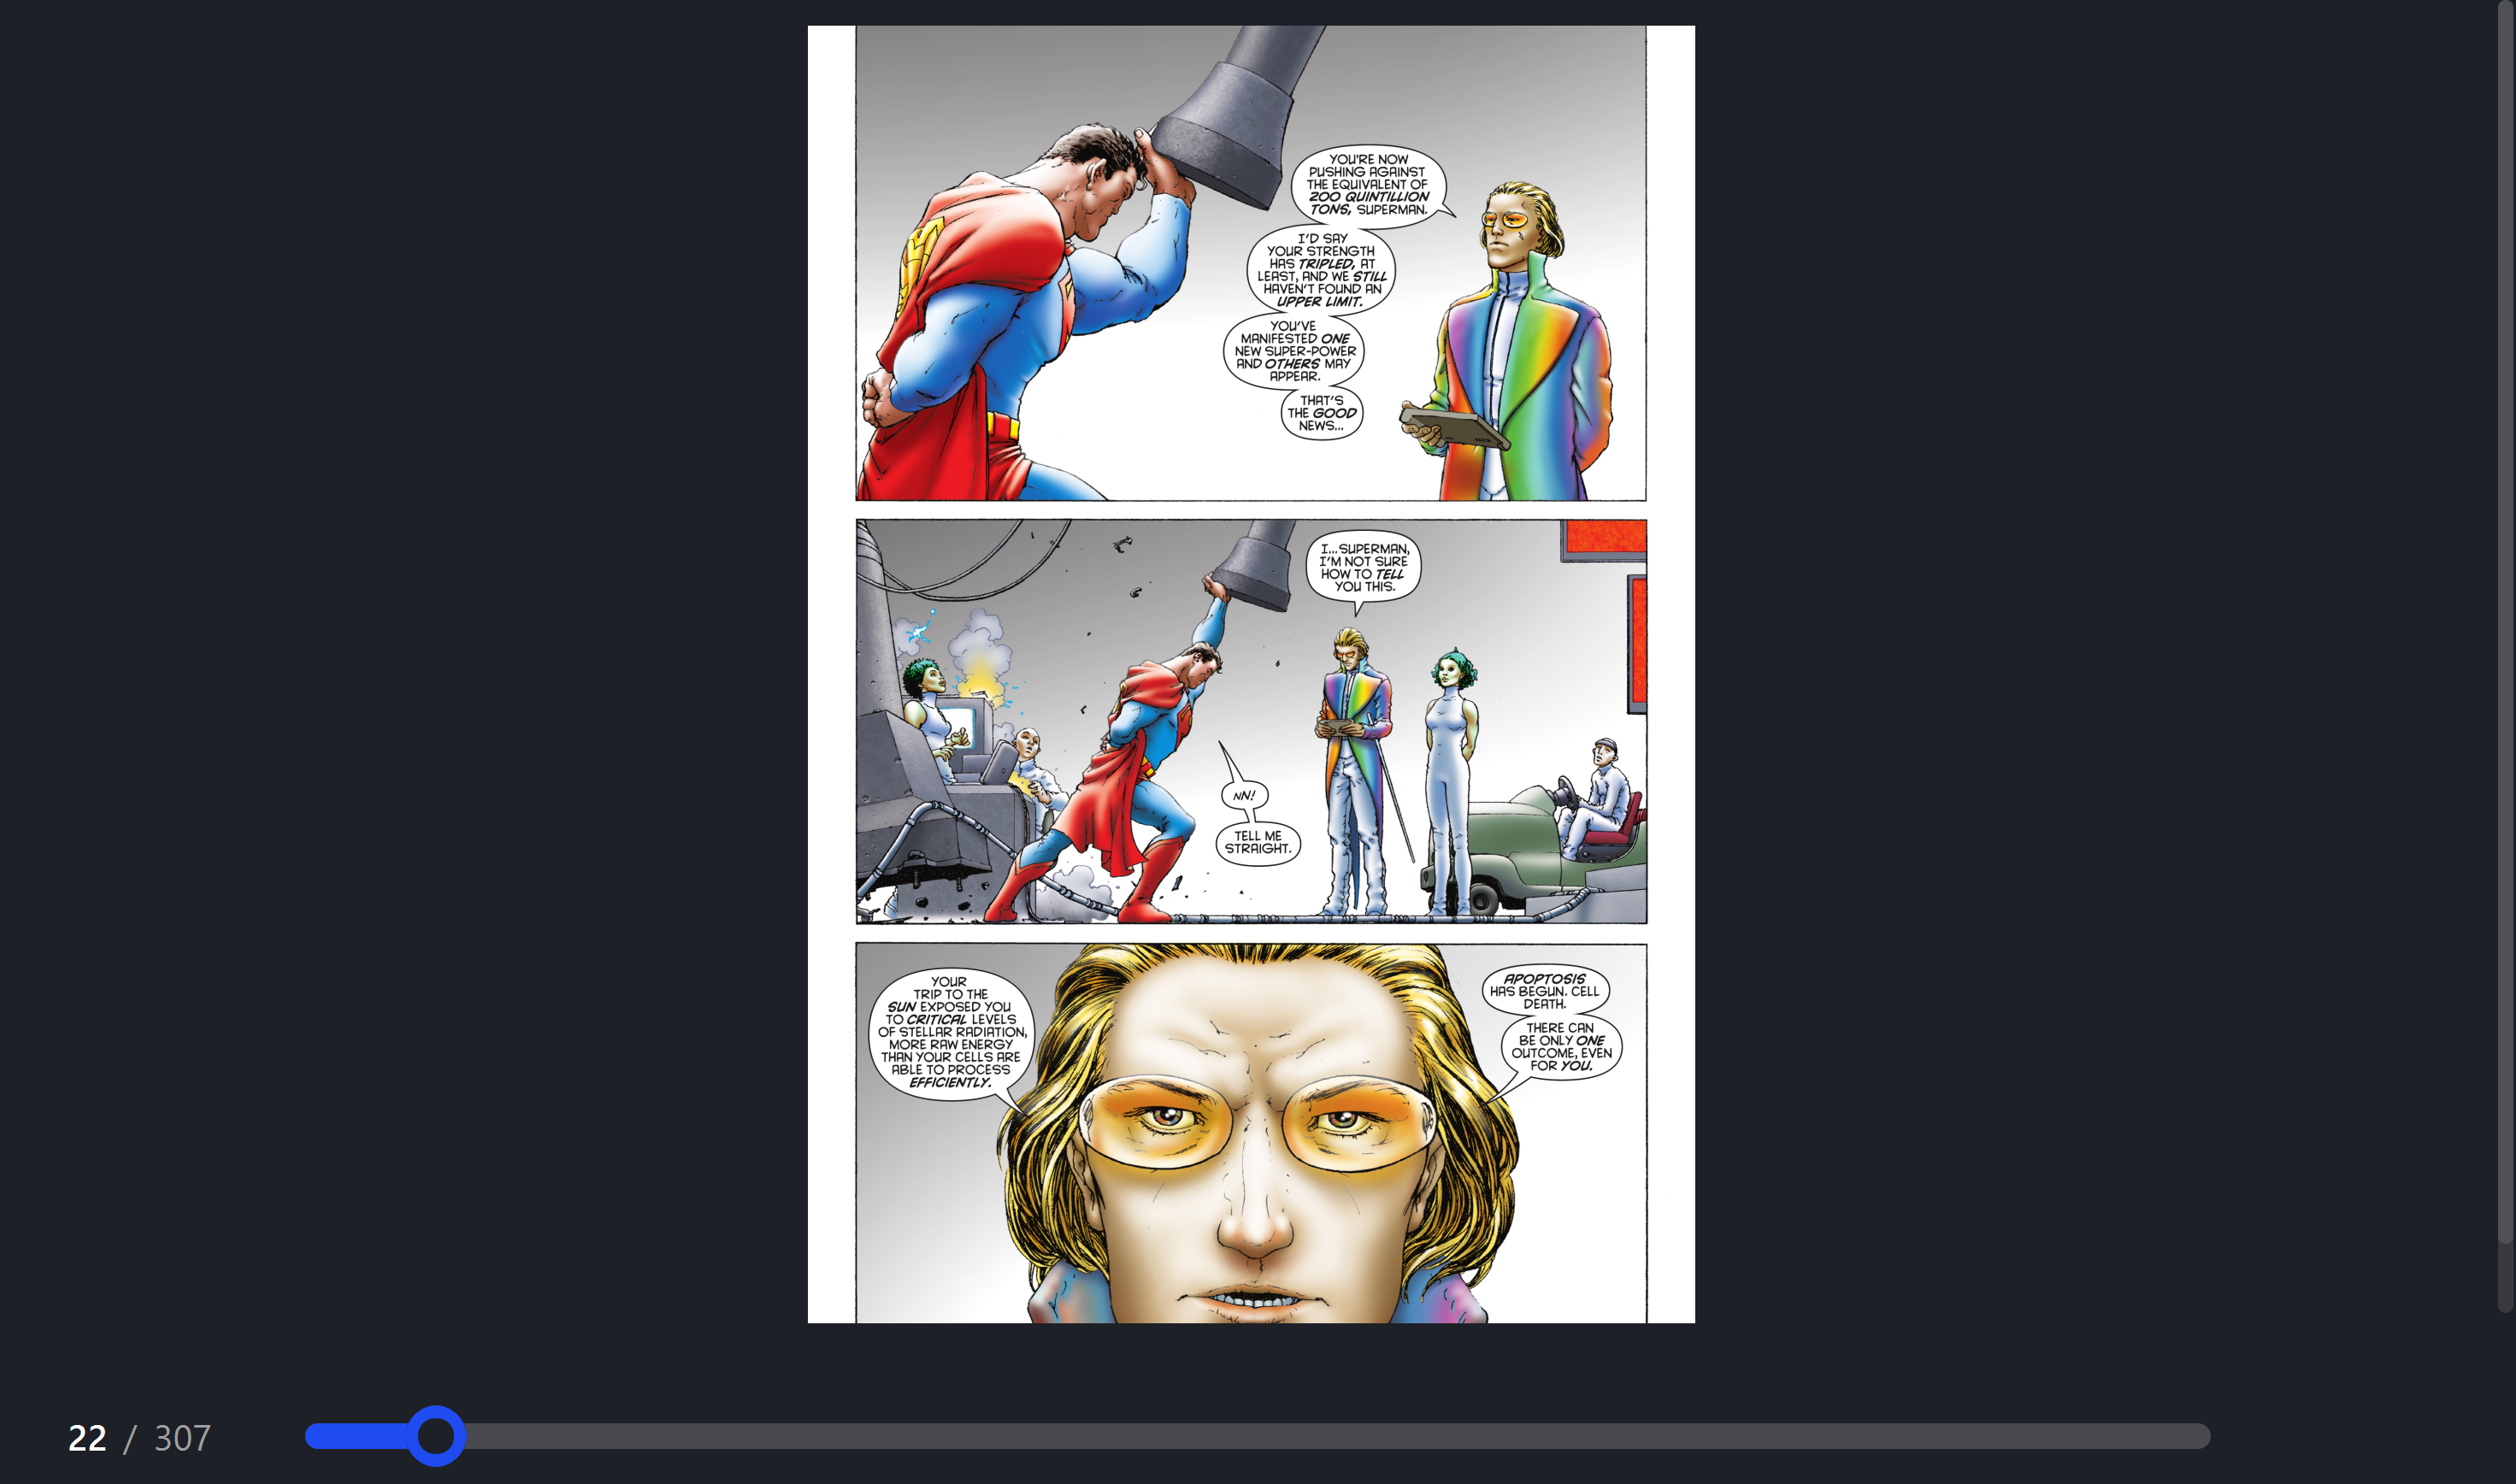 YOU'RE NOW
PUSHING AGAINST
THE EQUIVALENT OF
200 QUINTILLION
TONS, SUPERMAN.
I'D SAY
YOUR STRENGTH
HAS TRIPLED, AT
LEAST, AND WE STILL
HAVEN'T FOUND AN
UPPER LIMIT.
YOU'VE
MANIFESTED ONE
NEW SUPER-POWER
AND OTHERS MAY
APPEAR.
THAT'S
THE GOOD
NEWS...
I...SUPERMAN,
I'M NOT SURE
HOW TO TELL
YOU THIS.
NN!
TELL ME
STRAIGHT.
YOUR
TRIP TO THE
SUN EXPOSED YOU
TO CRITICAL LEVELS
OF STELLAR RADIATION,
MORE RAW ENERGY
THAN YOUR CELLS ARE
ABLE TO PROCESS
EFFICIENTLY.
APOPTOSIS
HAS BEGUN. CELL
DEATH.
THERE CAN
BE ONLY ONE
OUTCOME, EVEN
FOR YOU.
22 / 307